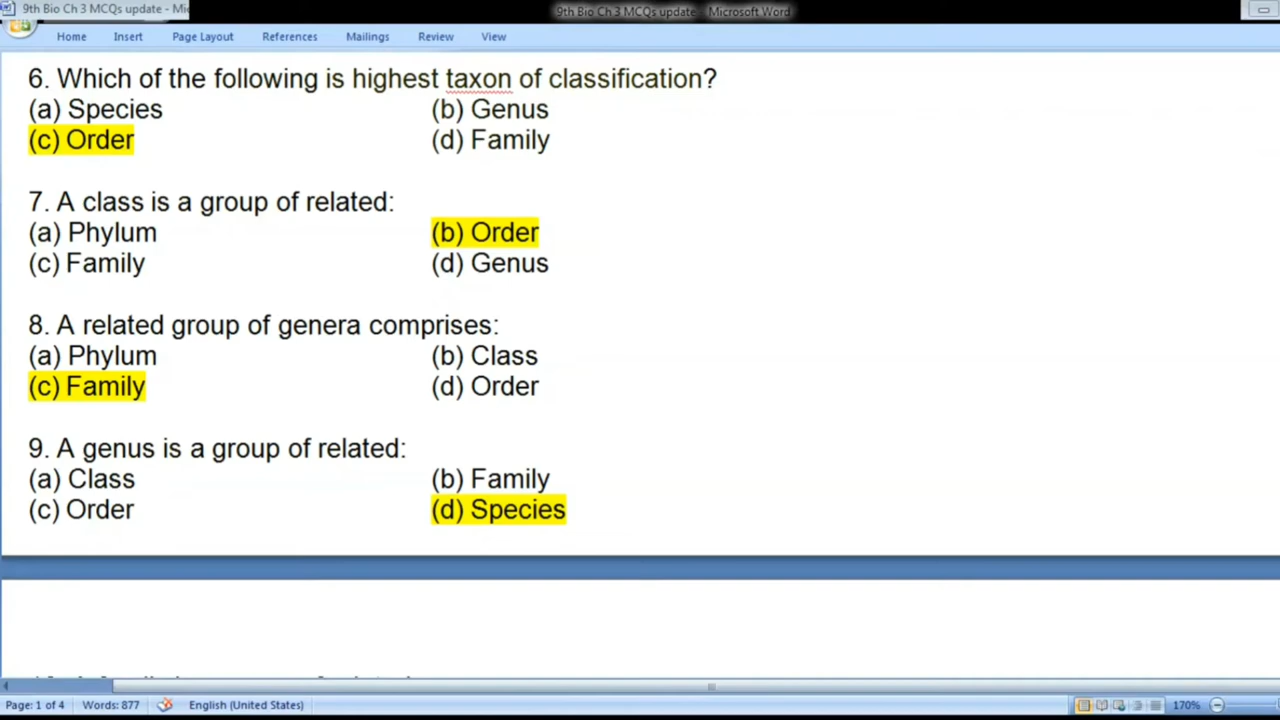 9th Bio Ch 3 MCQs update - Mic
9th Bio Ch 3 MCQs update - Microsoft Word
Home Insert Page Layout References Mailings Review View
6. Which of the following is highest taxon of classification?
(a) Species (b) Genus
(c) Order (d) Family
7. A class is a group of related:
(a) Phylum (b) Order
(c) Family (d) Genus
8. A related group of genera comprises:
(a) Phylum (b) Class
(c) Family (d) Order
9. A genus is a group of related:
(a) Class (b) Family
(c) Order (d) Species
Page: 1 of 4 Words: 877 English (United States) 170%